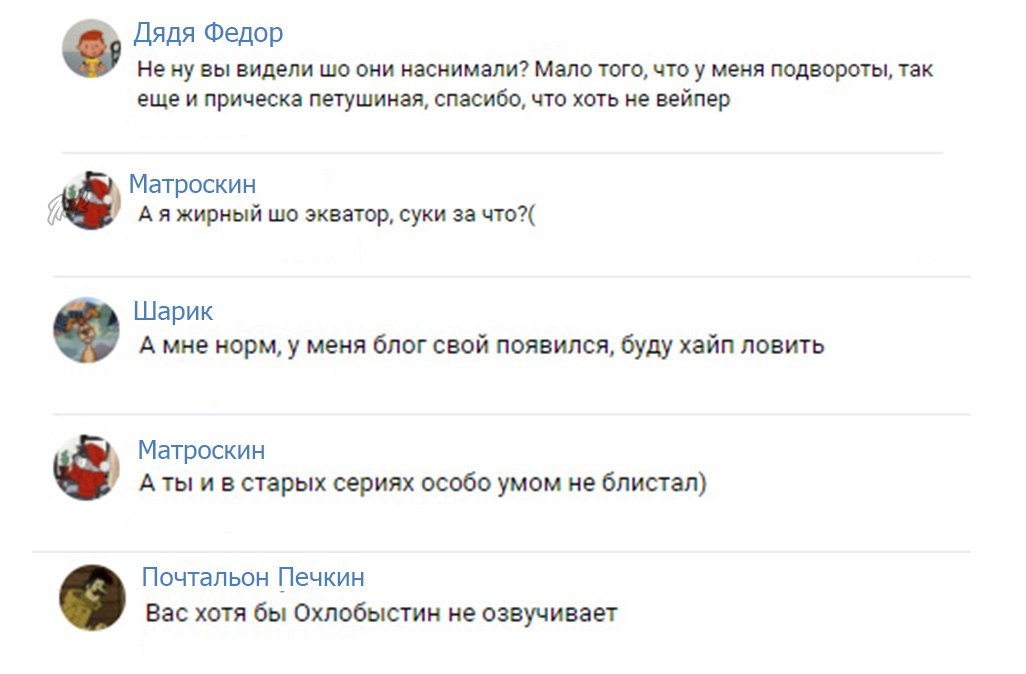 Дядя Федор
Не ну вы видели шо они наснимали? Мало того, что у меня подвороты, так
еще и прическа петушиная, спасибо, что хоть не вейпер
Матроскин
А я жирный шо экватор, суки за что?(
Шарик
А мне норм, у меня блог свой появился, буду хайп ловить
Матроскин
А ты и в старых сериях особо умом не блистал)
Почтальон Печкин
Вас хотя бы Охлобыстин не озвучивает